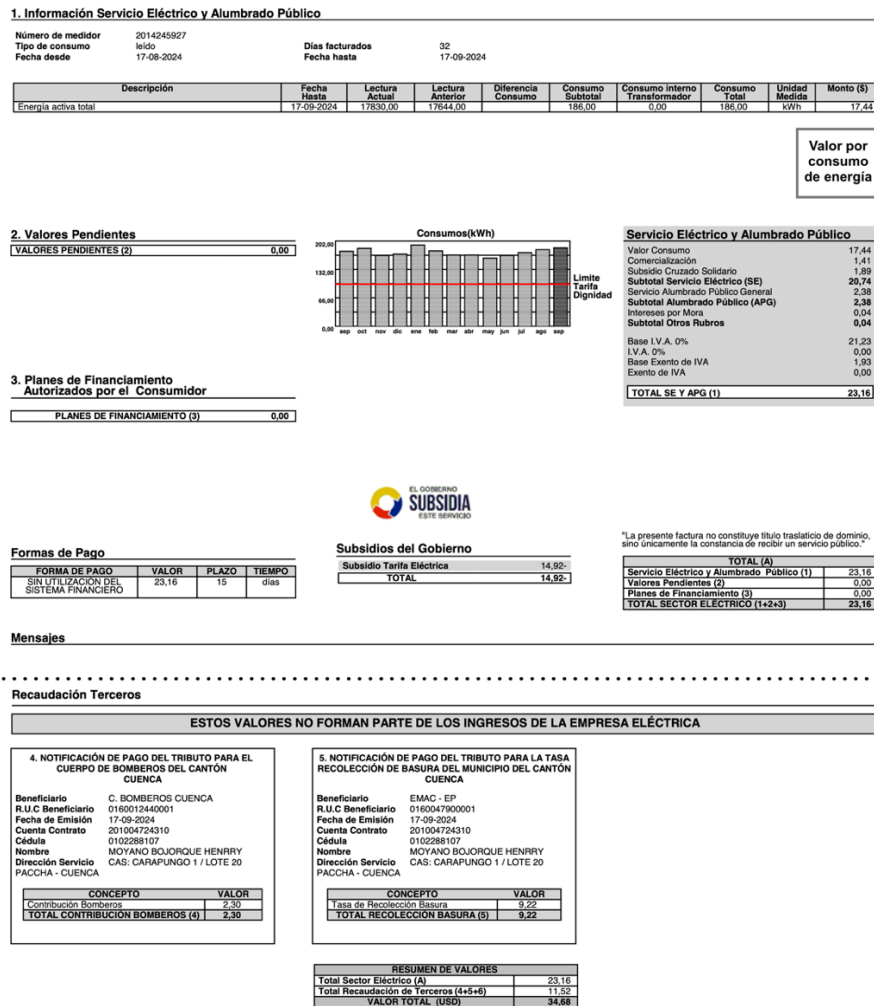 1. Información Servicio Eléctrico y Alumbrado Público
Número de medidor 2014245927
Tipo de consumo leído Días facturados 32
Fecha desde 17-08-2024 Fecha hasta 17-09-2024
Descripción Fecha Hasta Lectura Actual Lectura Anterior Diferencia Consumo Consumo Subtotal Consumo interno Transformador Consumo Total Unidad Medida Monto ($)
Energía activa total 17-09-2024 17830,00 17644,00 186,00 0,00 186,00 kWh 17,44
Valor por
consumo
de energía
2. Valores Pendientes
VALORES PENDIENTES (2) 0,00
Consumos(kWh)
202,00
132,00
66,00
0,00
sep oct nov dic ene feb mar abr may jun jul ago sep
Limite
Tarifa
Dignidad
Servicio Eléctrico y Alumbrado Público
Valor Consumo 17,44
Comercialización 1,41
Subsidio Cruzado Solidario 1,89
Subtotal Servicio Eléctrico (SE) 20,74
Servicio Alumbrado Público General 2,38
Subtotal Alumbrado Público (APG) 2,38
Intereses por Mora 0,04
Subtotal Otros Rubros 0,04
Base I.V.A. 0% 21,23
I.V.A. 0% 0,00
Base Exento de IVA 1,93
Exento de IVA 0,00
TOTAL SE Y APG (1) 23,16
3. Planes de Financiamiento
Autorizados por el Consumidor
PLANES DE FINANCIAMIENTO (3) 0,00
EL GOBIERNO
SUBSIDIA
ESTE SERVICIO
Formas de Pago
FORMA DE PAGO VALOR PLAZO TIEMPO
SIN UTILIZACIÓN DEL 23,16 15 días
SISTEMA FINANCIERO
Subsidios del Gobierno
Subsidio Tarifa Eléctrica 14,92-
TOTAL 14,92-
"La presente factura no constituye titulo traslaticio de dominio,
sino únicamente la constancia de recibir un servicio público."
TOTAL (A)
Servicio Eléctrico y Alumbrado Público (1) 23,16
Valores Pendientes (2) 0,00
Planes de Financiamiento (3) 0,00
TOTAL SECTOR ELÉCTRICO (1+2+3) 23,16
Mensajes
Recaudación Terceros
ESTOS VALORES NO FORMAN PARTE DE LOS INGRESOS DE LA EMPRESA ELÉCTRICA
4. NOTIFICACIÓN DE PAGO DEL TRIBUTO PARA EL
CUERPO DE BOMBEROS DEL CANTÓN
CUENCA
Beneficiario C. BOMBEROS CUENCA
R.U.C Beneficiario 0160012440001
Fecha de Emisión 17-09-2024
Cuenta Contrato 201004724310
Cédula 0102288107
Nombre MOYANO BOJORQUE HENRRY
Dirección Servicio CAS: CARAPUNGO 1 / LOTE 20
PACCHA - CUENCA
CONCEPTO VALOR
Contribución Bomberos 2,30
TOTAL CONTRIBUCIÓN BOMBEROS (4) 2,30
5. NOTIFICACIÓN DE PAGO DEL TRIBUTO PARA LA TASA
RECOLECCIÓN DE BASURA DEL MUNICIPIO DEL CANTÓN
CUENCA
Beneficiario EMAC - EP
R.U.C Beneficiario 0160047900001
Fecha de Emisión 17-09-2024
Cuenta Contrato 201004724310
Cédula 0102288107
Nombre MOYANO BOJORQUE HENRRY
Dirección Servicio CAS: CARAPUNGO 1 / LOTE 20
PACCHA - CUENCA
CONCEPTO VALOR
Tasa de Recolección Basura 9,22
TOTAL RECOLECCIÓN BASURA (5) 9,22
RESUMEN DE VALORES
Total Sector Eléctrico (A) 23,16
Total Recaudación de Terceros (4+5+6) 11,52
VALOR TOTAL (USD) 34,68